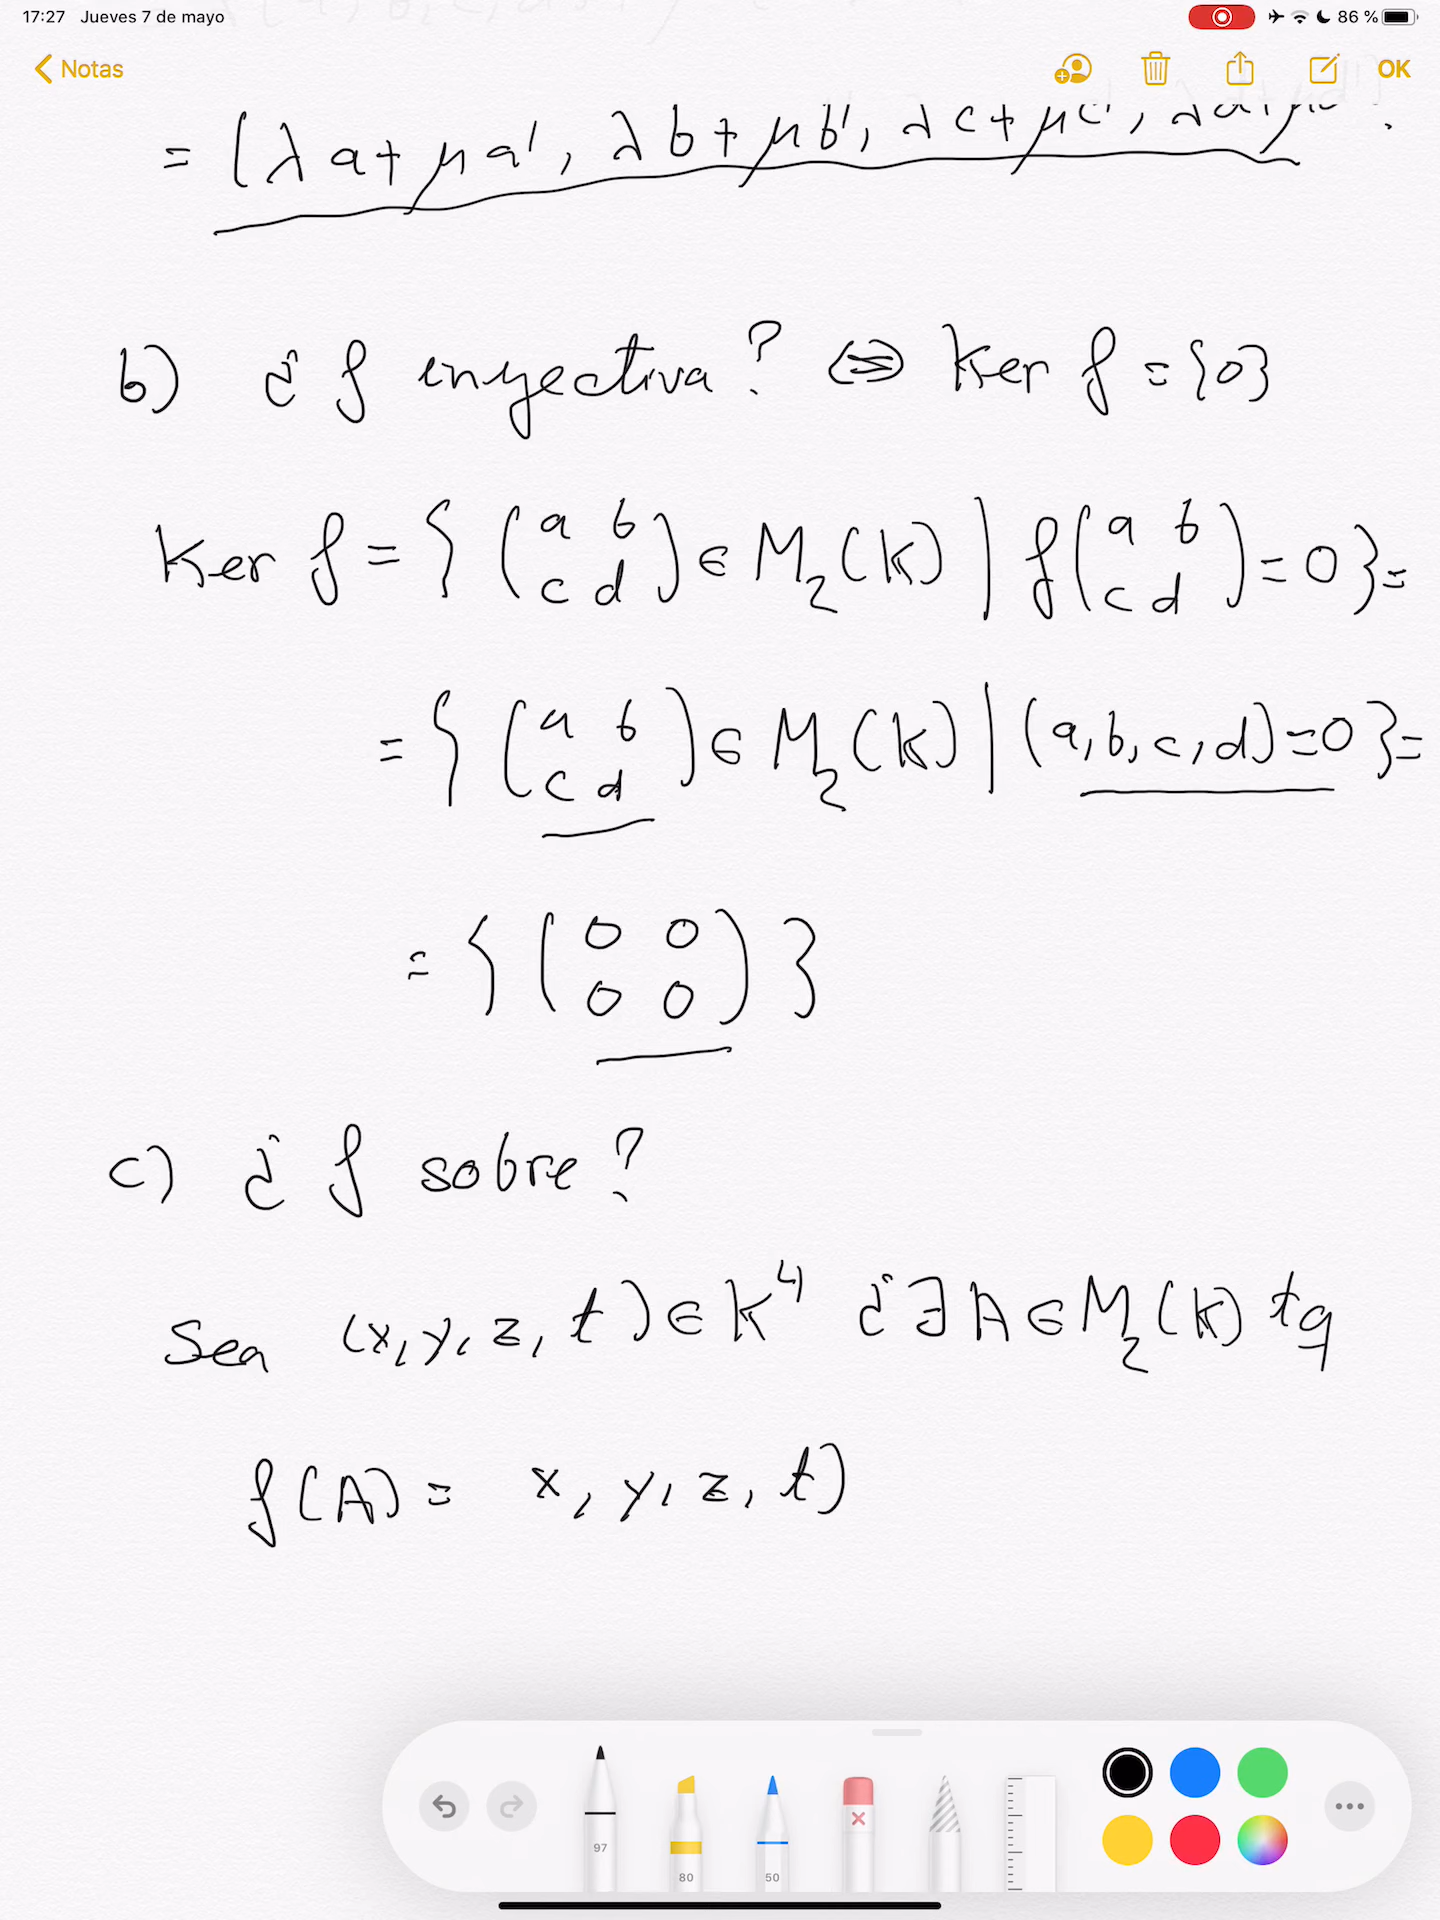 17:27 Jueves 7 de mayo 86 %
Notas OK
= (λa+μa', λb+μb', λc+μc',
b) ¿f inyectiva? ⇔ Ker f = {0}
Ker f = { (a b c d) ∈ M₂(K) | f(a b c d) = 0 } =
= { (a b c d) ∈ M₂(K) | (a,b,c,d)=0 } =
= { (0 0 0 0) }
c) ¿f sobre?
Sea (x,y,z,t) ∈ K⁴ ¿∃ A ∈ M₂(K) tq
f(A) = x, y, z, t)
97 80 50